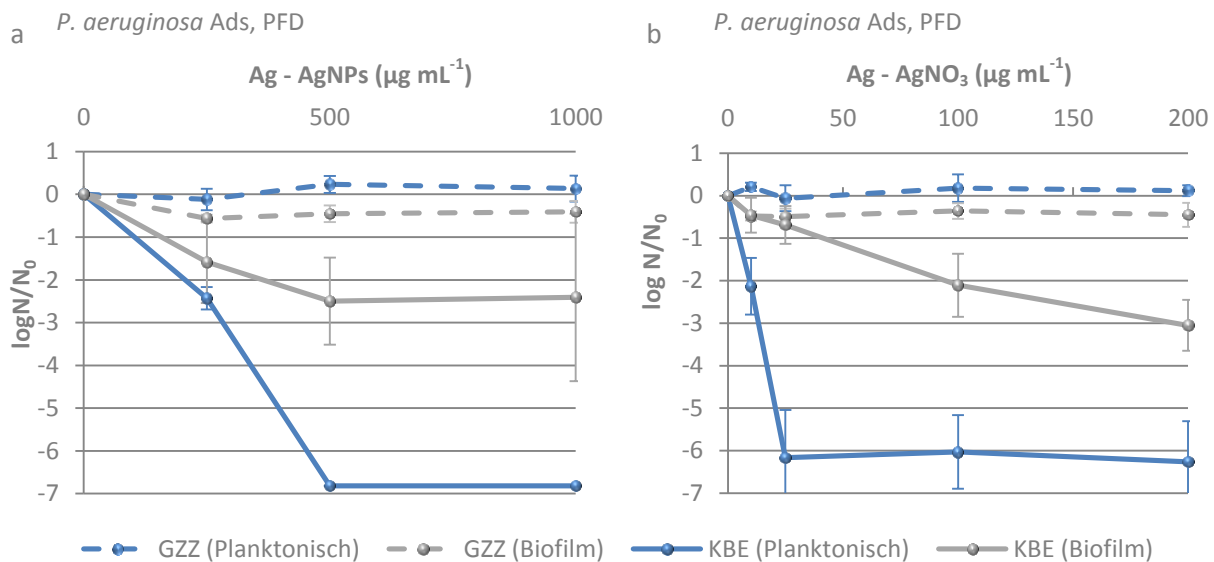 a P. aeruginosa Ads, PFD
Ag - AgNPs (µg mL⁻¹)
0 500 1000
1
0
-1
-2
-3
-4
-5
-6
-7
logN/N₀
b P. aeruginosa Ads, PFD
Ag - AgNO₃ (µg mL⁻¹)
0 50 100 150 200
1
0
-1
-2
-3
-4
-5
-6
-7
log N/N₀
GZZ (Planktonisch) GZZ (Biofilm) KBE (Planktonisch) KBE (Biofilm)